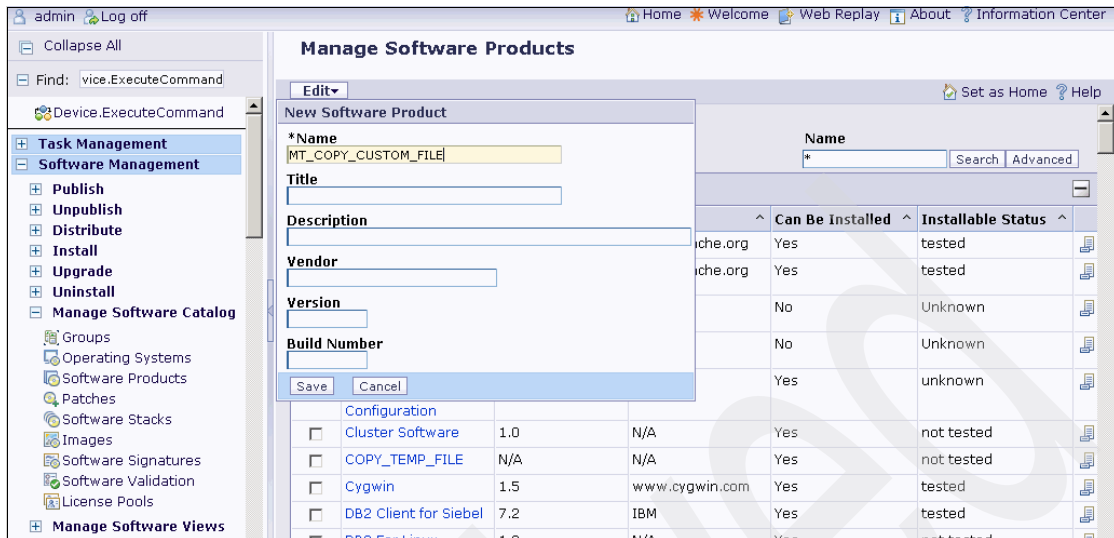 admin Log off
Home Welcome Web Replay About ? Information Center
Collapse All
Find: vice.ExecuteCommand
Device.ExecuteCommand
Task Management
Software Management
Publish
Unpublish
Distribute
Install
Upgrade
Uninstall
Manage Software Catalog
Groups
Operating Systems
Software Products
Patches
Software Stacks
Images
Software Signatures
Software Validation
License Pools
Manage Software Views
Manage Software Products
Edit
Set as Home ? Help
New Software Product
*Name
MT_COPY_CUSTOM_FILE
Title
Description
Vendor
Version
Build Number
Save Cancel
Name
*
Search Advanced
Can Be Installed Installable Status
che.org Yes tested
che.org Yes tested
No Unknown
No Unknown
Yes unknown
Configuration
Cluster Software 1.0 N/A Yes not tested
COPY_TEMP_FILE N/A N/A Yes not tested
Cygwin 1.5 www.cygwin.com Yes tested
DB2 Client for Siebel 7.2 IBM Yes tested